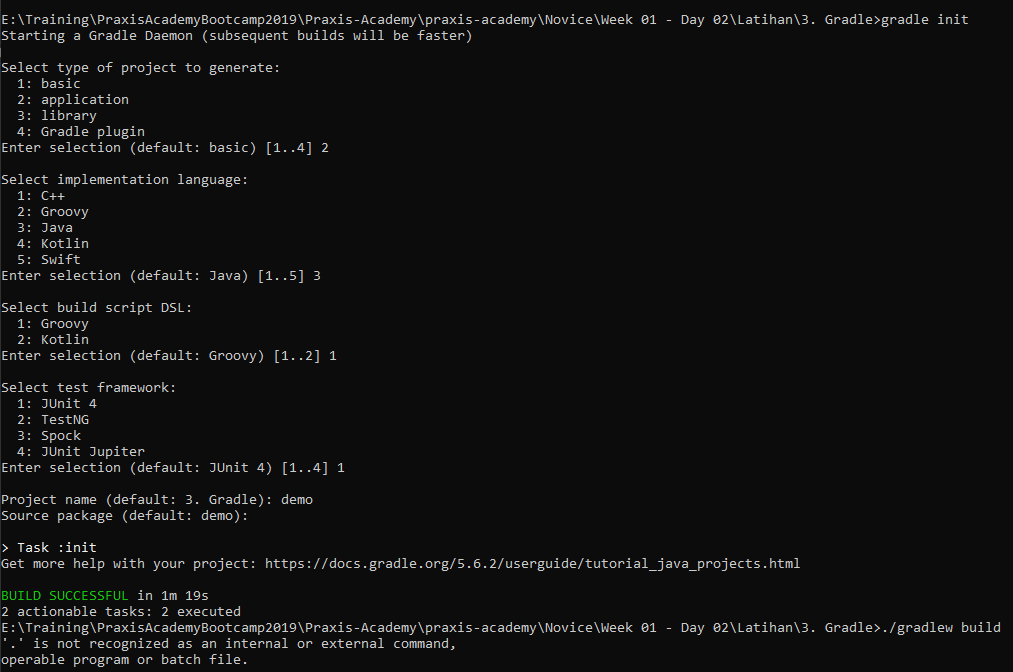 E:\Training\PraxisAcademyBootcamp2019\Praxis-Academy\praxis-academy\Novice\Week 01 - Day 02\Latihan\3. Gradle>gradle init
Starting a Gradle Daemon (subsequent builds will be faster)
Select type of project to generate:
1: basic
2: application
3: library
4: Gradle plugin
Enter selection (default: basic) [1..4] 2
Select implementation language:
1: C++
2: Groovy
3: Java
4: Kotlin
5: Swift
Enter selection (default: Java) [1..5] 3
Select build script DSL:
1: Groovy
2: Kotlin
Enter selection (default: Groovy) [1..2] 1
Select test framework:
1: JUnit 4
2: TestNG
3: Spock
4: JUnit Jupiter
Enter selection (default: JUnit 4) [1..4] 1
Project name (default: 3. Gradle): demo
Source package (default: demo):
> Task :init
Get more help with your project: https://docs.gradle.org/5.6.2/userguide/tutorial_java_projects.html
BUILD SUCCESSFUL in 1m 19s
2 actionable tasks: 2 executed
E:\Training\PraxisAcademyBootcamp2019\Praxis-Academy\praxis-academy\Novice\Week 01 - Day 02\Latihan\3. Gradle>./gradlew build
'.' is not recognized as an internal or external command,
operable program or batch file.